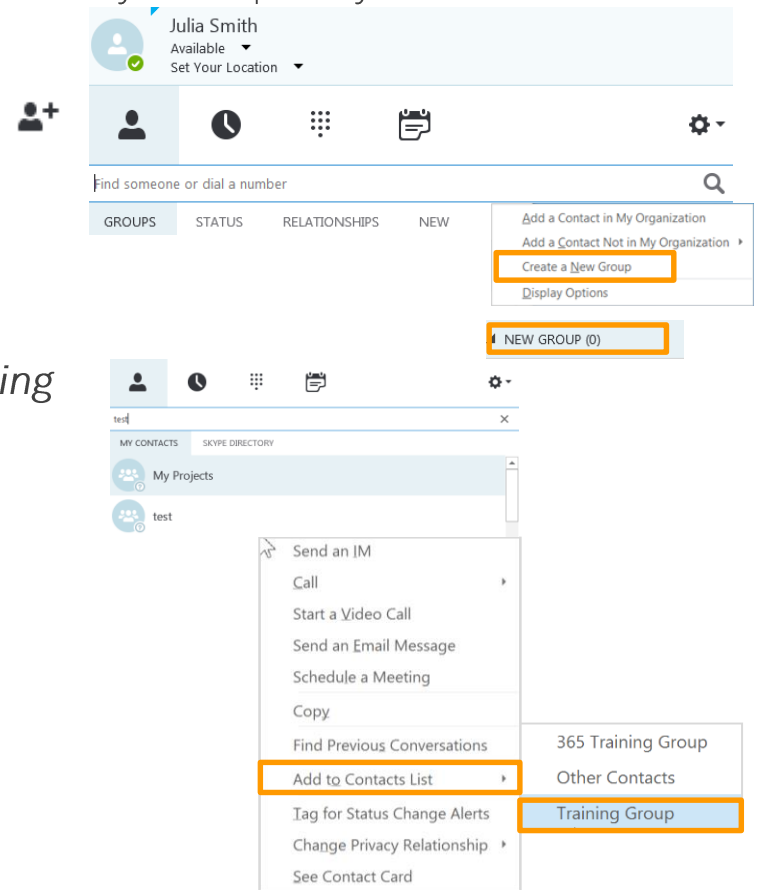 Julia Smith
Available
Set Your Location
Find someone or dial a number
GROUPS STATUS RELATIONSHIPS NEW
Add a Contact in My Organization
Add a Contact Not in My Organization
Create a New Group
Display Options
NEW GROUP (0)
ing
test
MY CONTACTS SKYPE DIRECTORY
My Projects
test
Send an IM
Call
Start a Video Call
Send an Email Message
Schedule a Meeting
Copy
Find Previous Conversations
Add to Contacts List
Tag for Status Change Alerts
Change Privacy Relationship
See Contact Card
365 Training Group
Other Contacts
Training Group